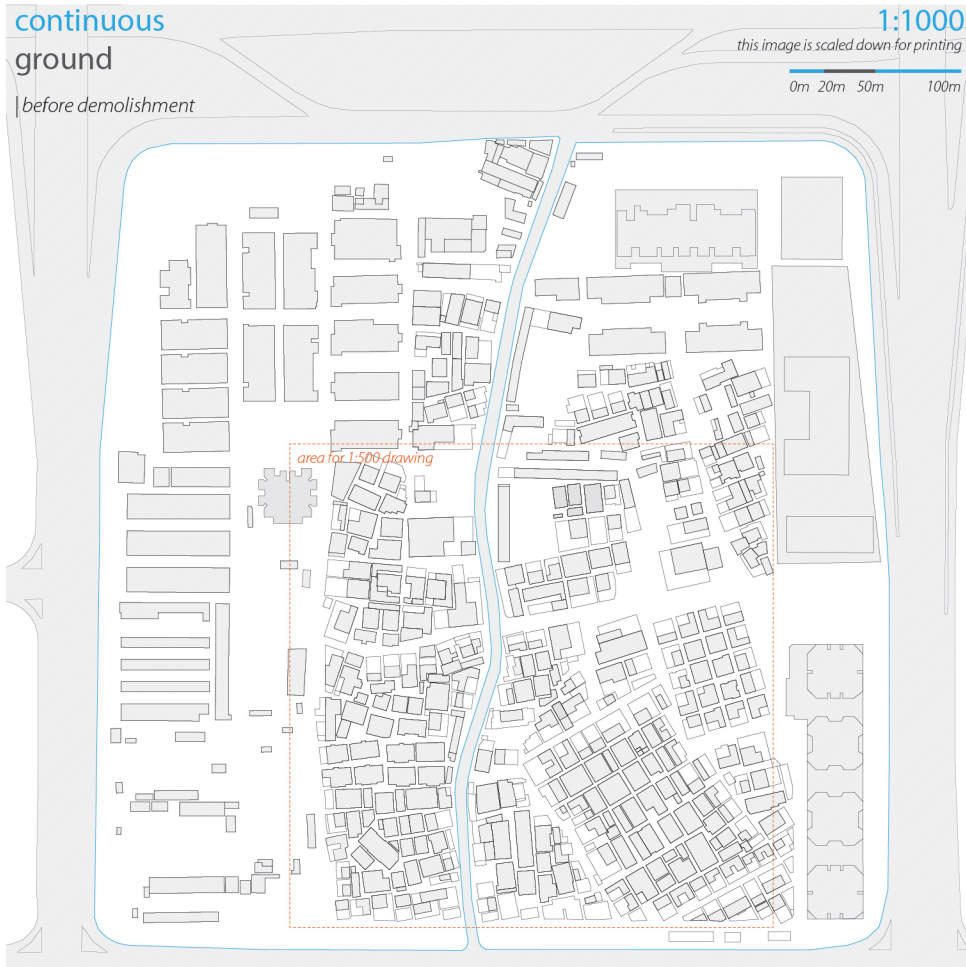 continuous
ground
|before demolishment
1:1000
this image is scaled down for printing
0m 20m 50m 100m
area for 1:500 drawing